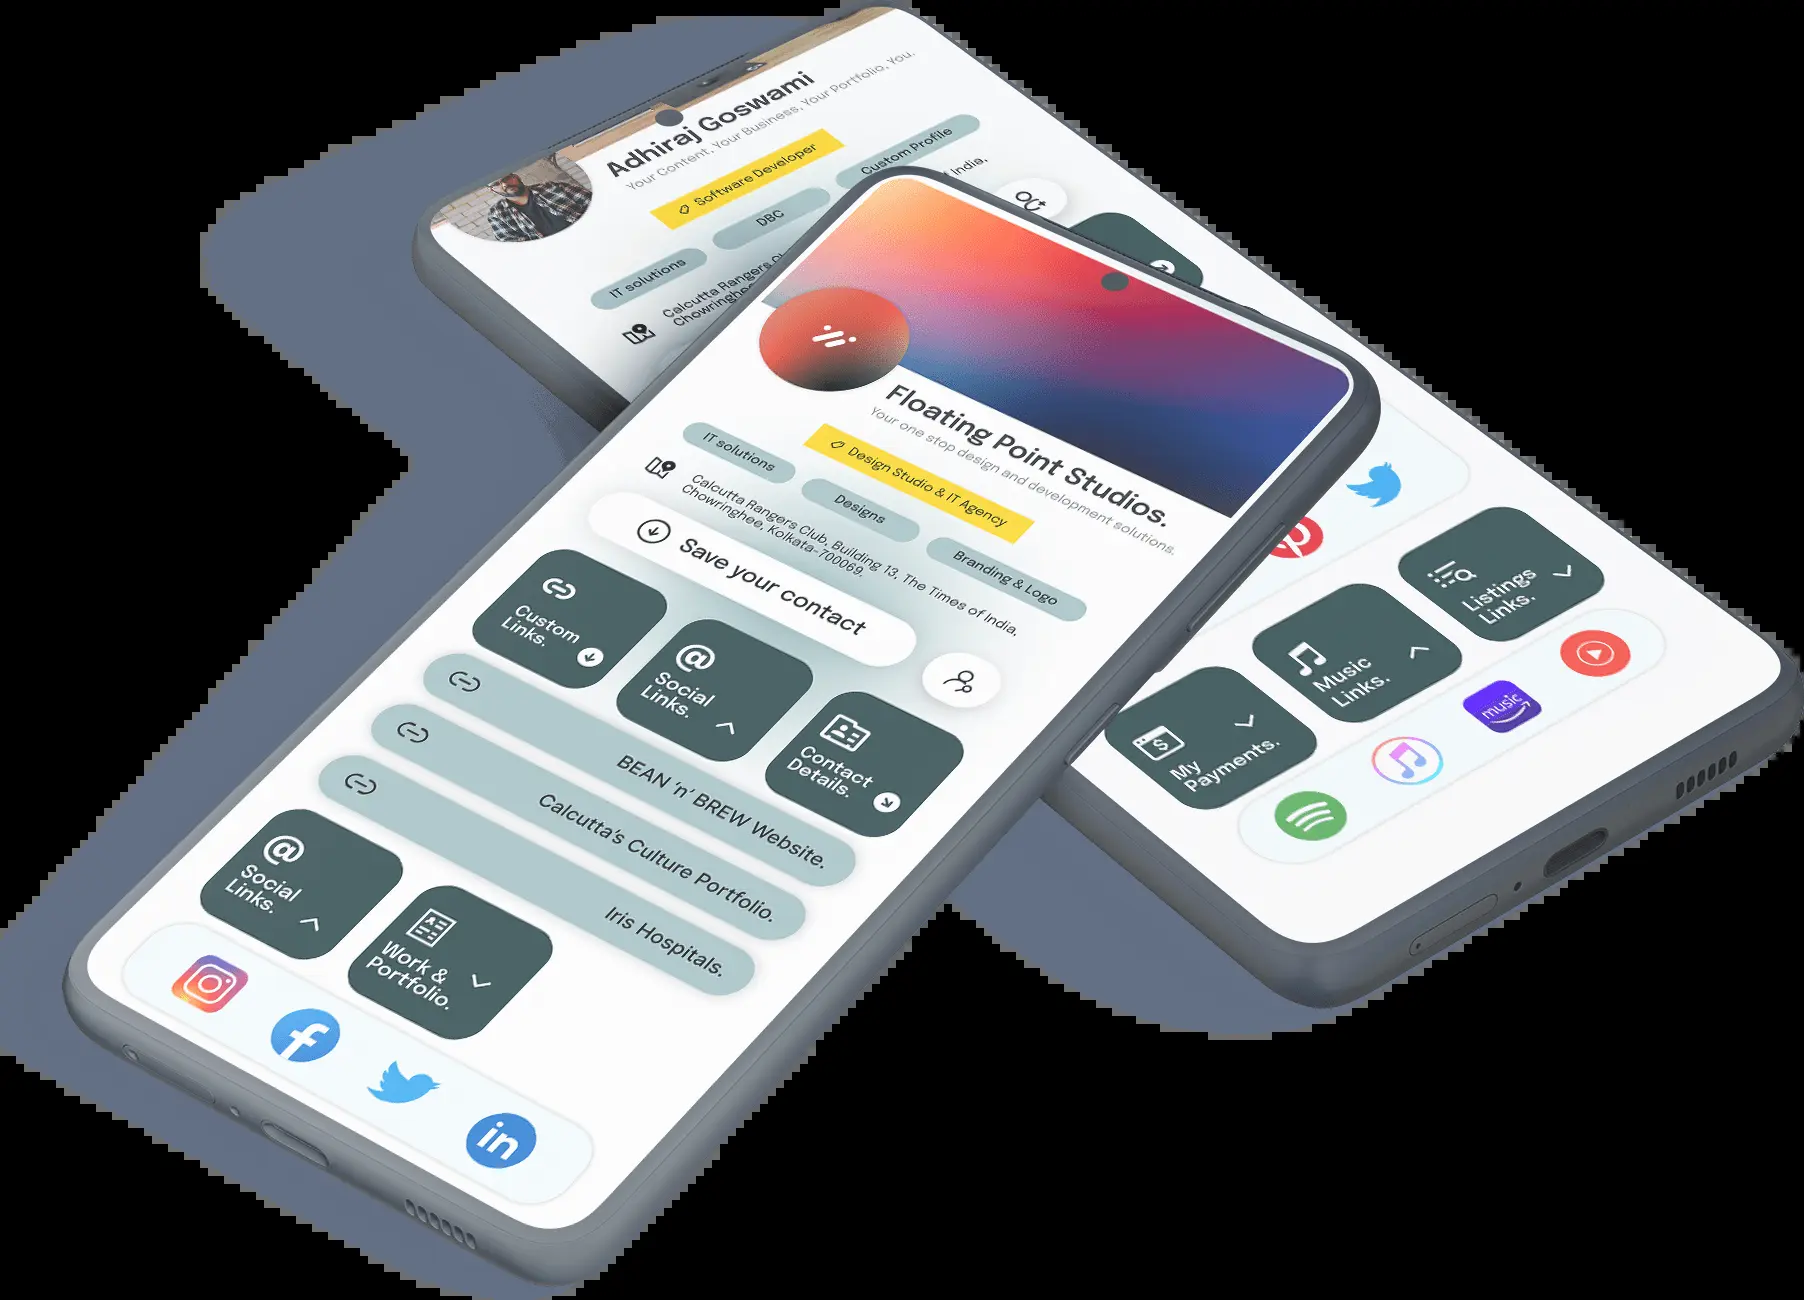 Adhiraj Goswami
Your Content. Your Business. Your Portfolio. You.
Software Developer
IT solutions
DBC
Custom Profile
Calcutta Rangers
Chowringhee
India.
Listings
Links.
Music
Links.
My
Payments.
music
Floating Point Studios.
Your one stop design and development solutions.
Design Studio & IT Agency
IT solutions
Designs
Branding & Logo
Calcutta Rangers Club, Building 13, The Times of India.
Chowringhee, Kolkata-700069.
Save your contact
Custom
Links.
@
Social
Links.
Contact
Details.
BEAN 'n' BREW Website.
Calcutta's Culture Portfolio.
Iris Hospitals.
@
Social
Links.
Work &
Portfolio.
f
in